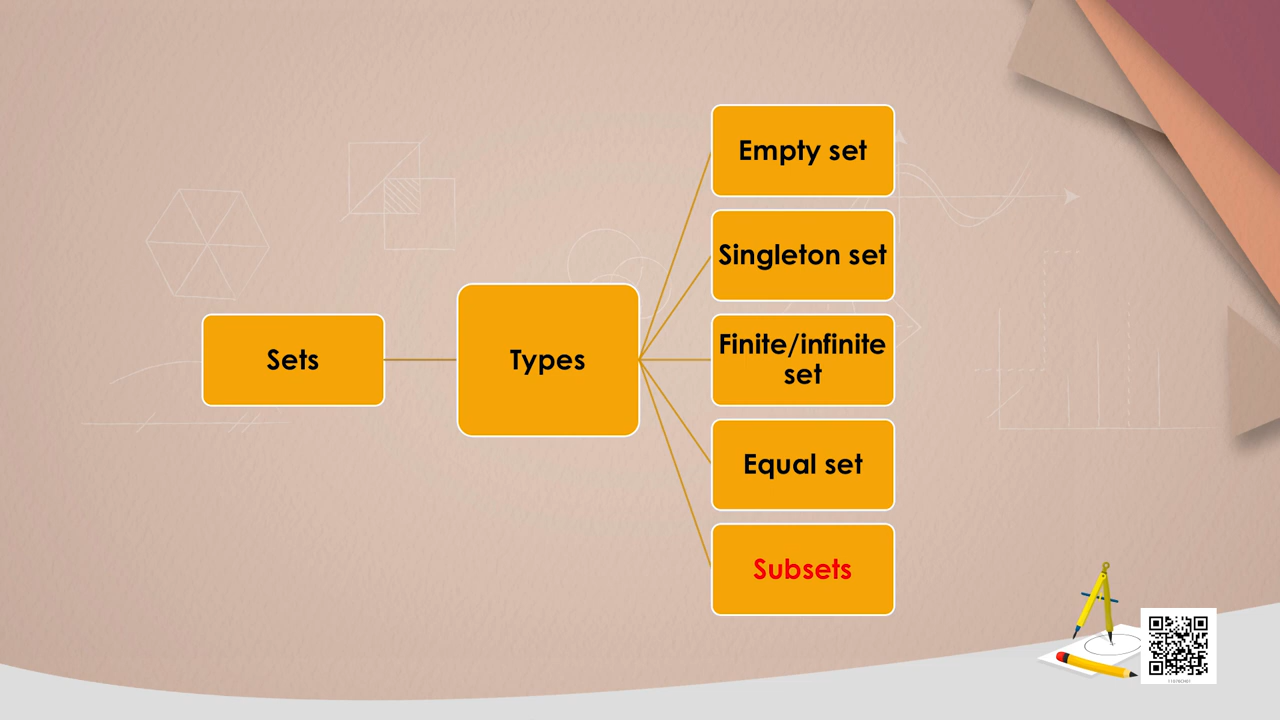 Sets
Types
Empty set
Singleton set
Finite/infinite
set
Equal set
Subsets